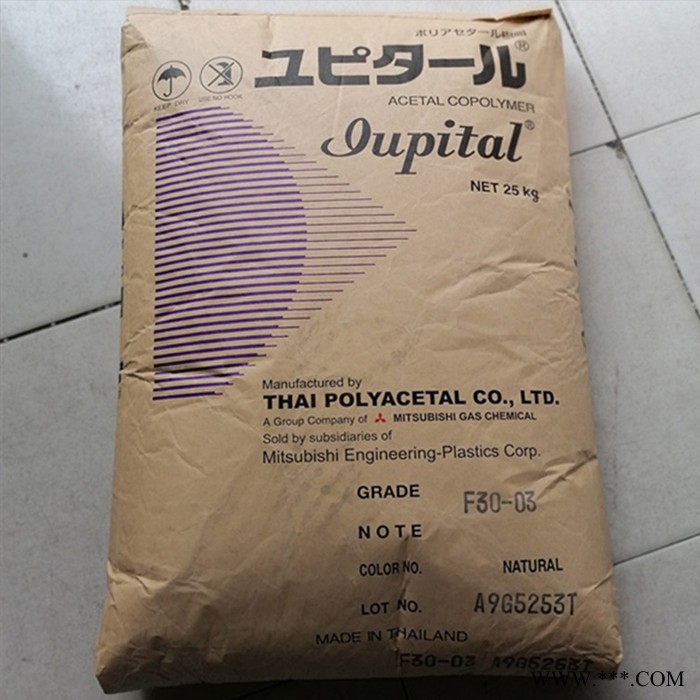 ポリアセタール樹脂
ユピタール®
KEEP DRY
USE NO HOOK
ACETAL COPOLYMER
Iupital®
NET 25 kg
Manufactured by
THAI POLYACETAL CO., LTD.
A Group Company of MITSUBISHI GAS CHEMICAL
Sold by subsidiaries of
Mitsubishi Engineering-Plastics Corp.
GRADE F30-03
NOTE
COLOR NO. NATURAL
LOT NO. A9G5253T
MADE IN THAILAND
F30-03 A9G5253T
www.***.COM